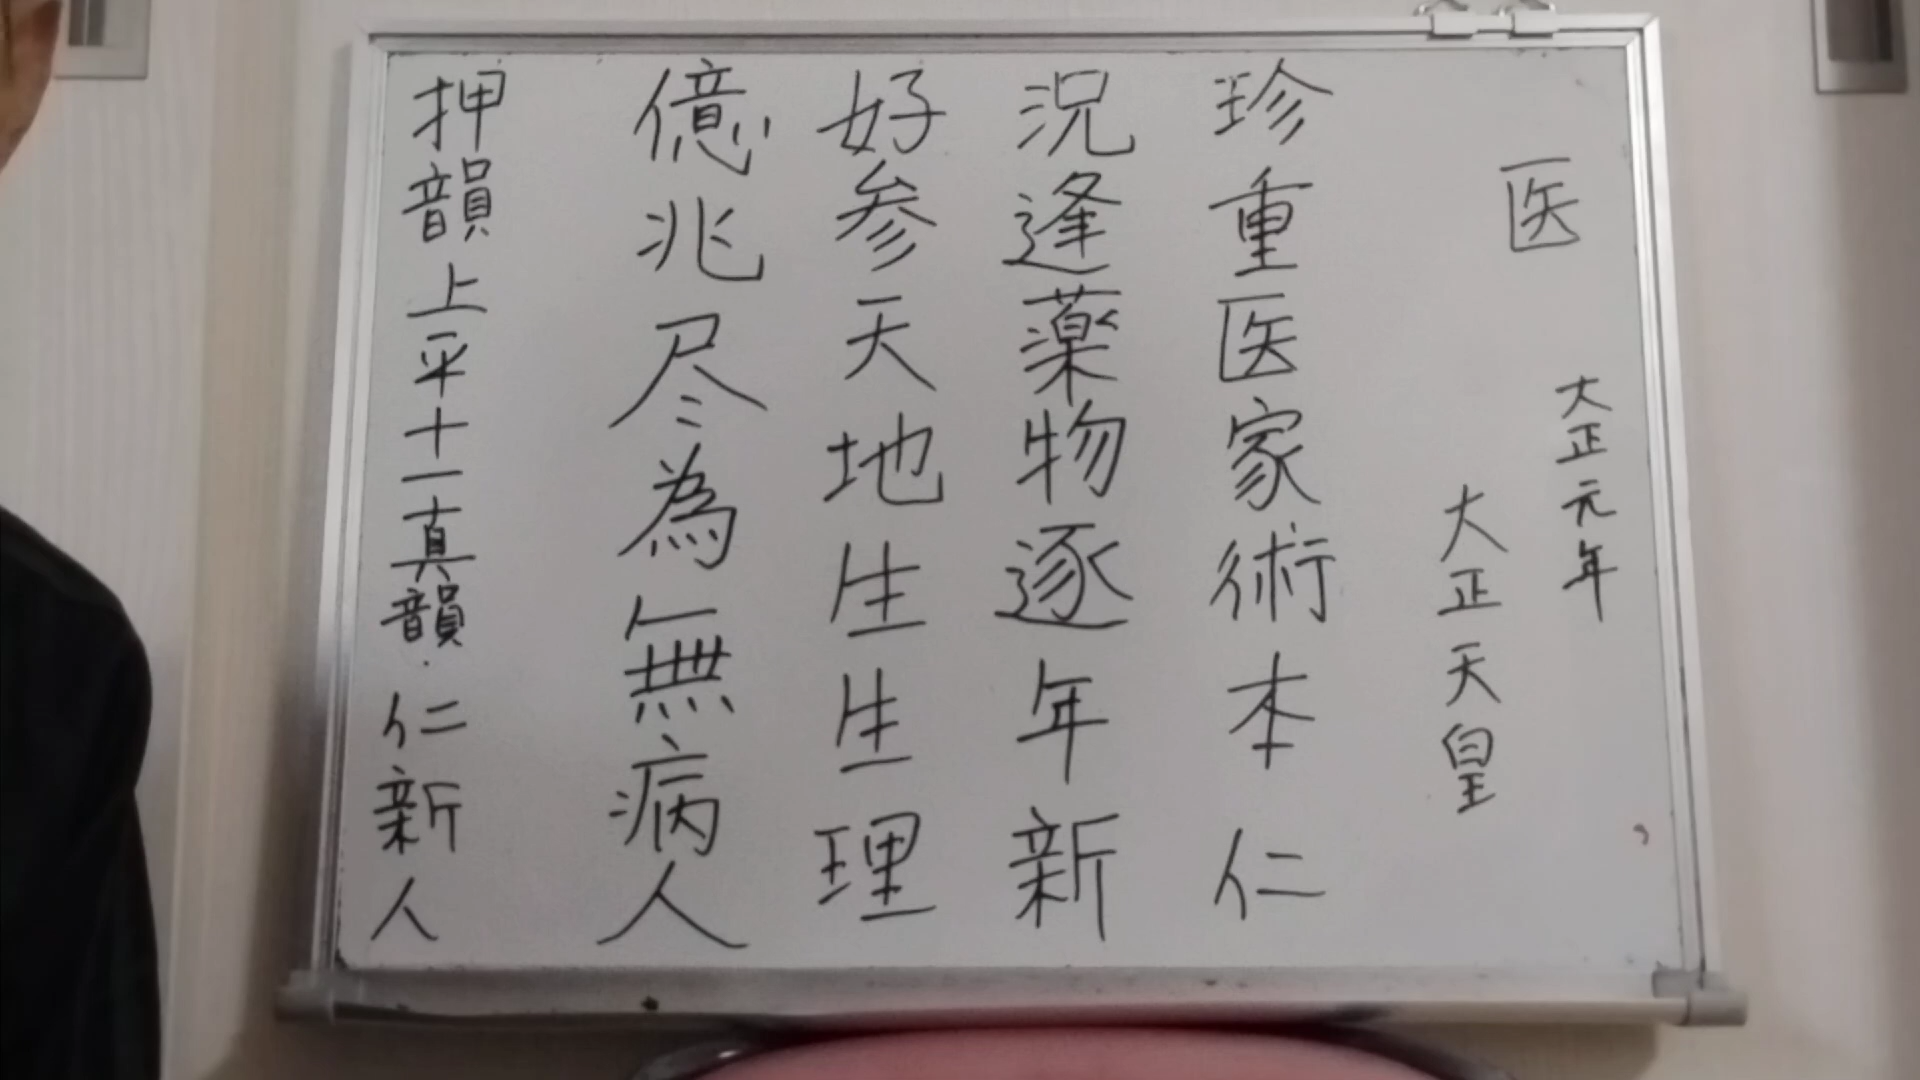 医
大正元年
大正天皇
珍重医家術本仁
況逢薬物逐年新
好参天地生生理
億兆尽為無病人
押韻上平十一真韻.仁新人